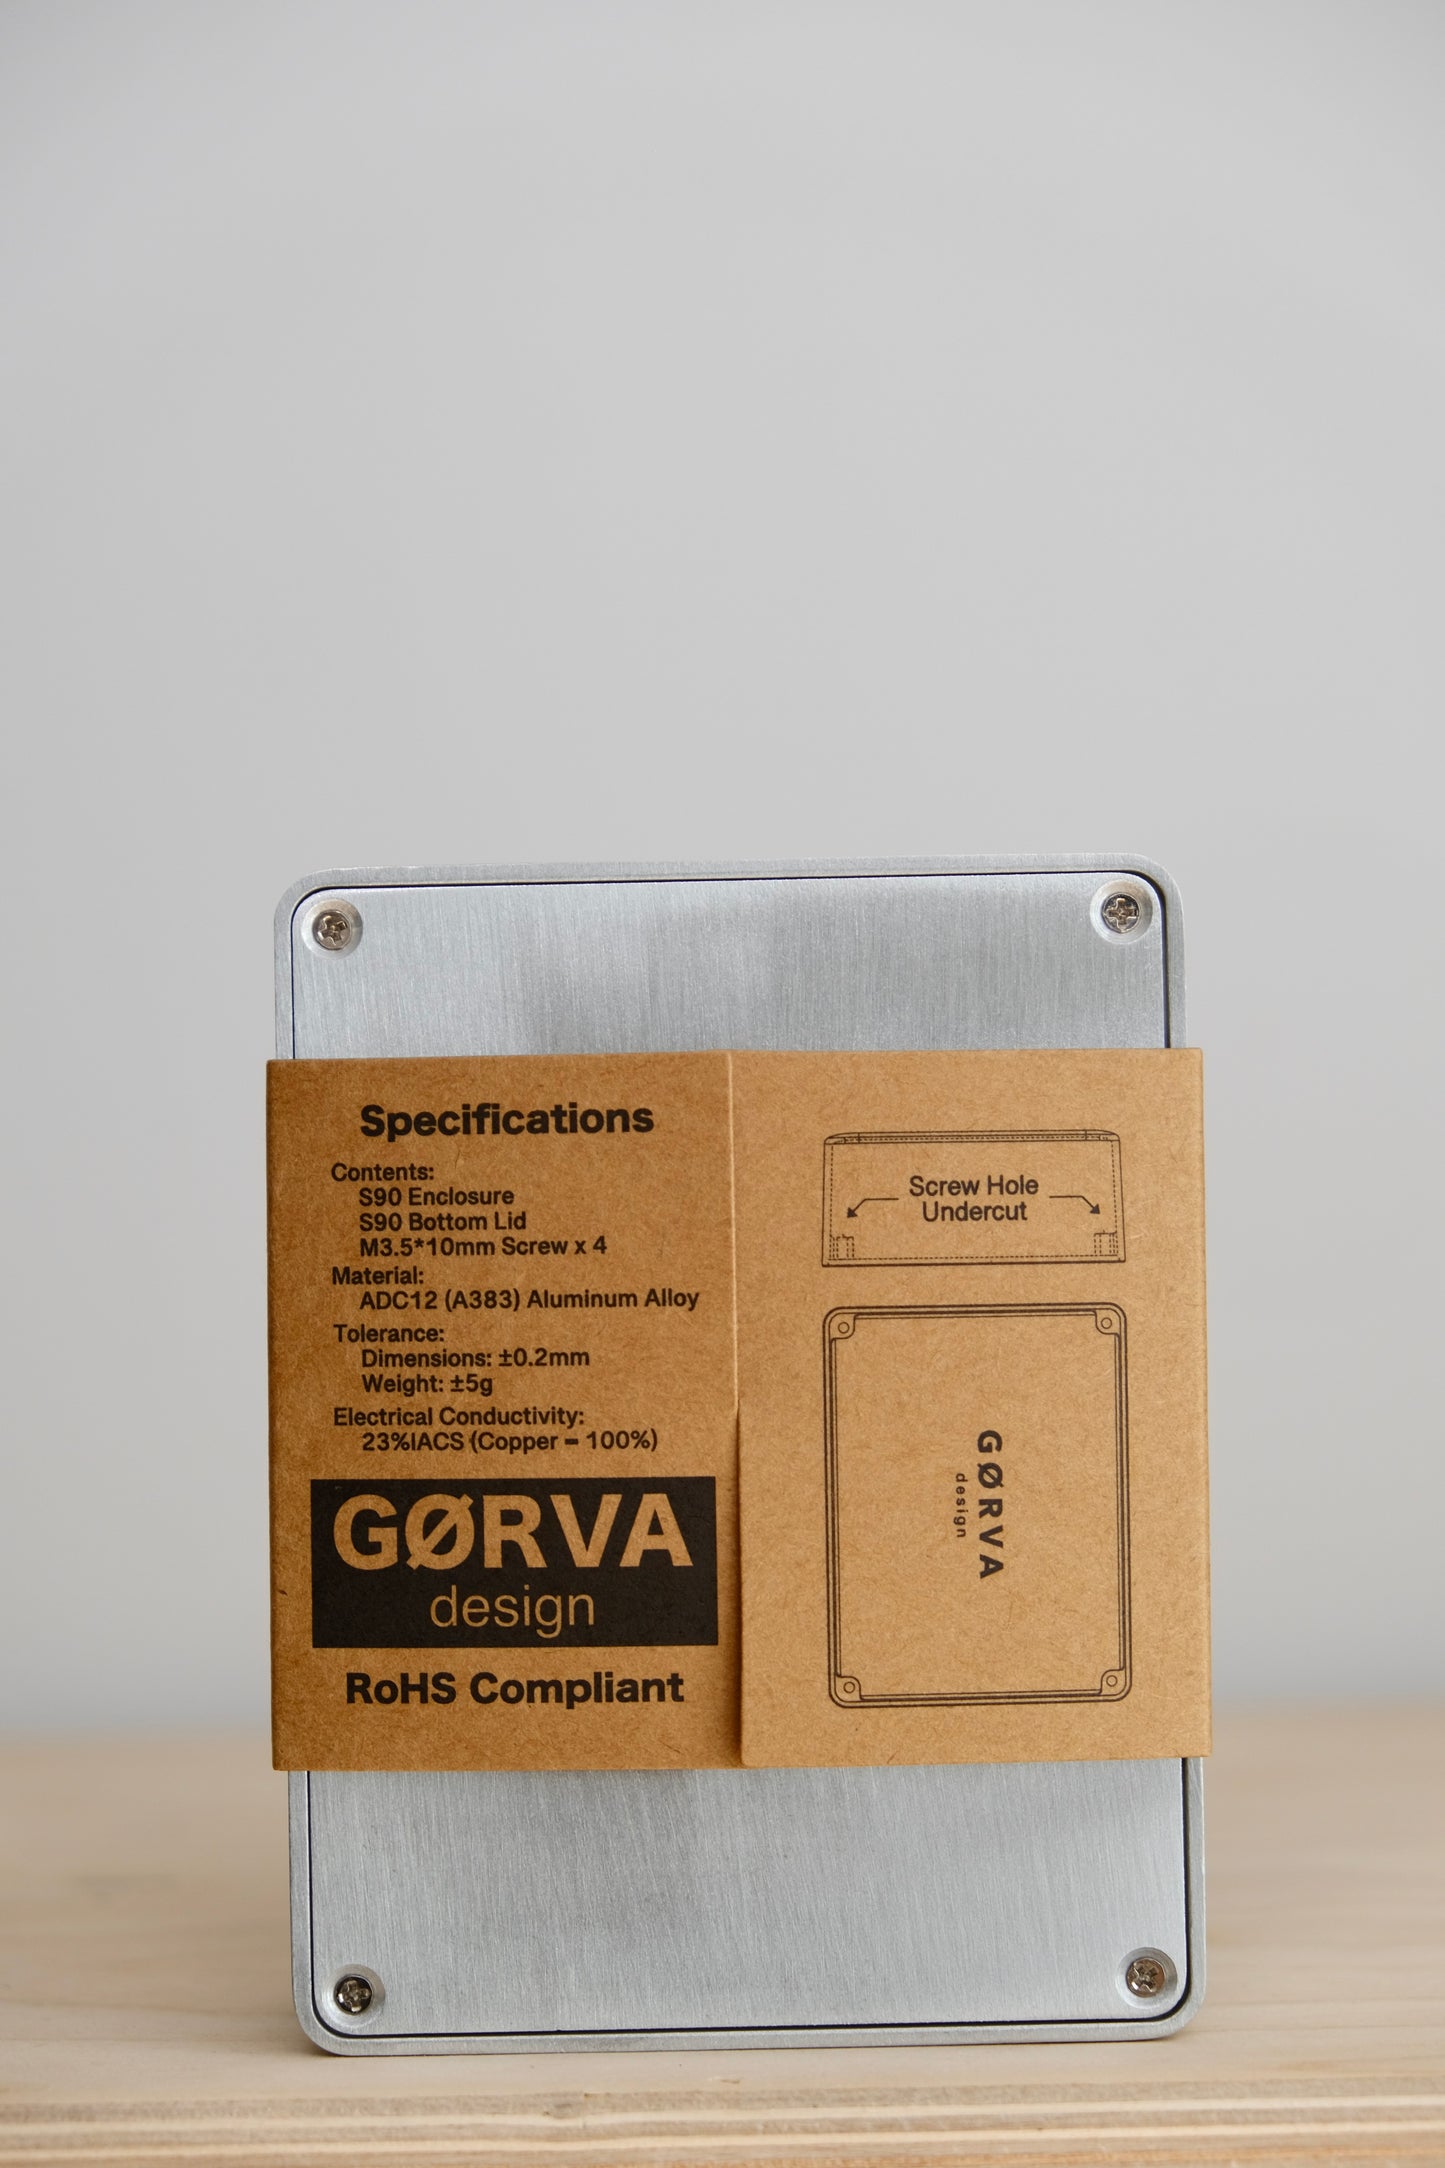 Specifications
Contents:
S90 Enclosure
S90 Bottom Lid
M3.5*10mm Screw x 4
Material:
ADC12 (A383) Aluminum Alloy
Tolerance:
Dimensions: ±0.2mm
Weight: ±5g
Electrical Conductivity:
23%IACS (Copper = 100%)
GØRVA
design
RoHS Compliant
Screw Hole
Undercut
GØRVA
design